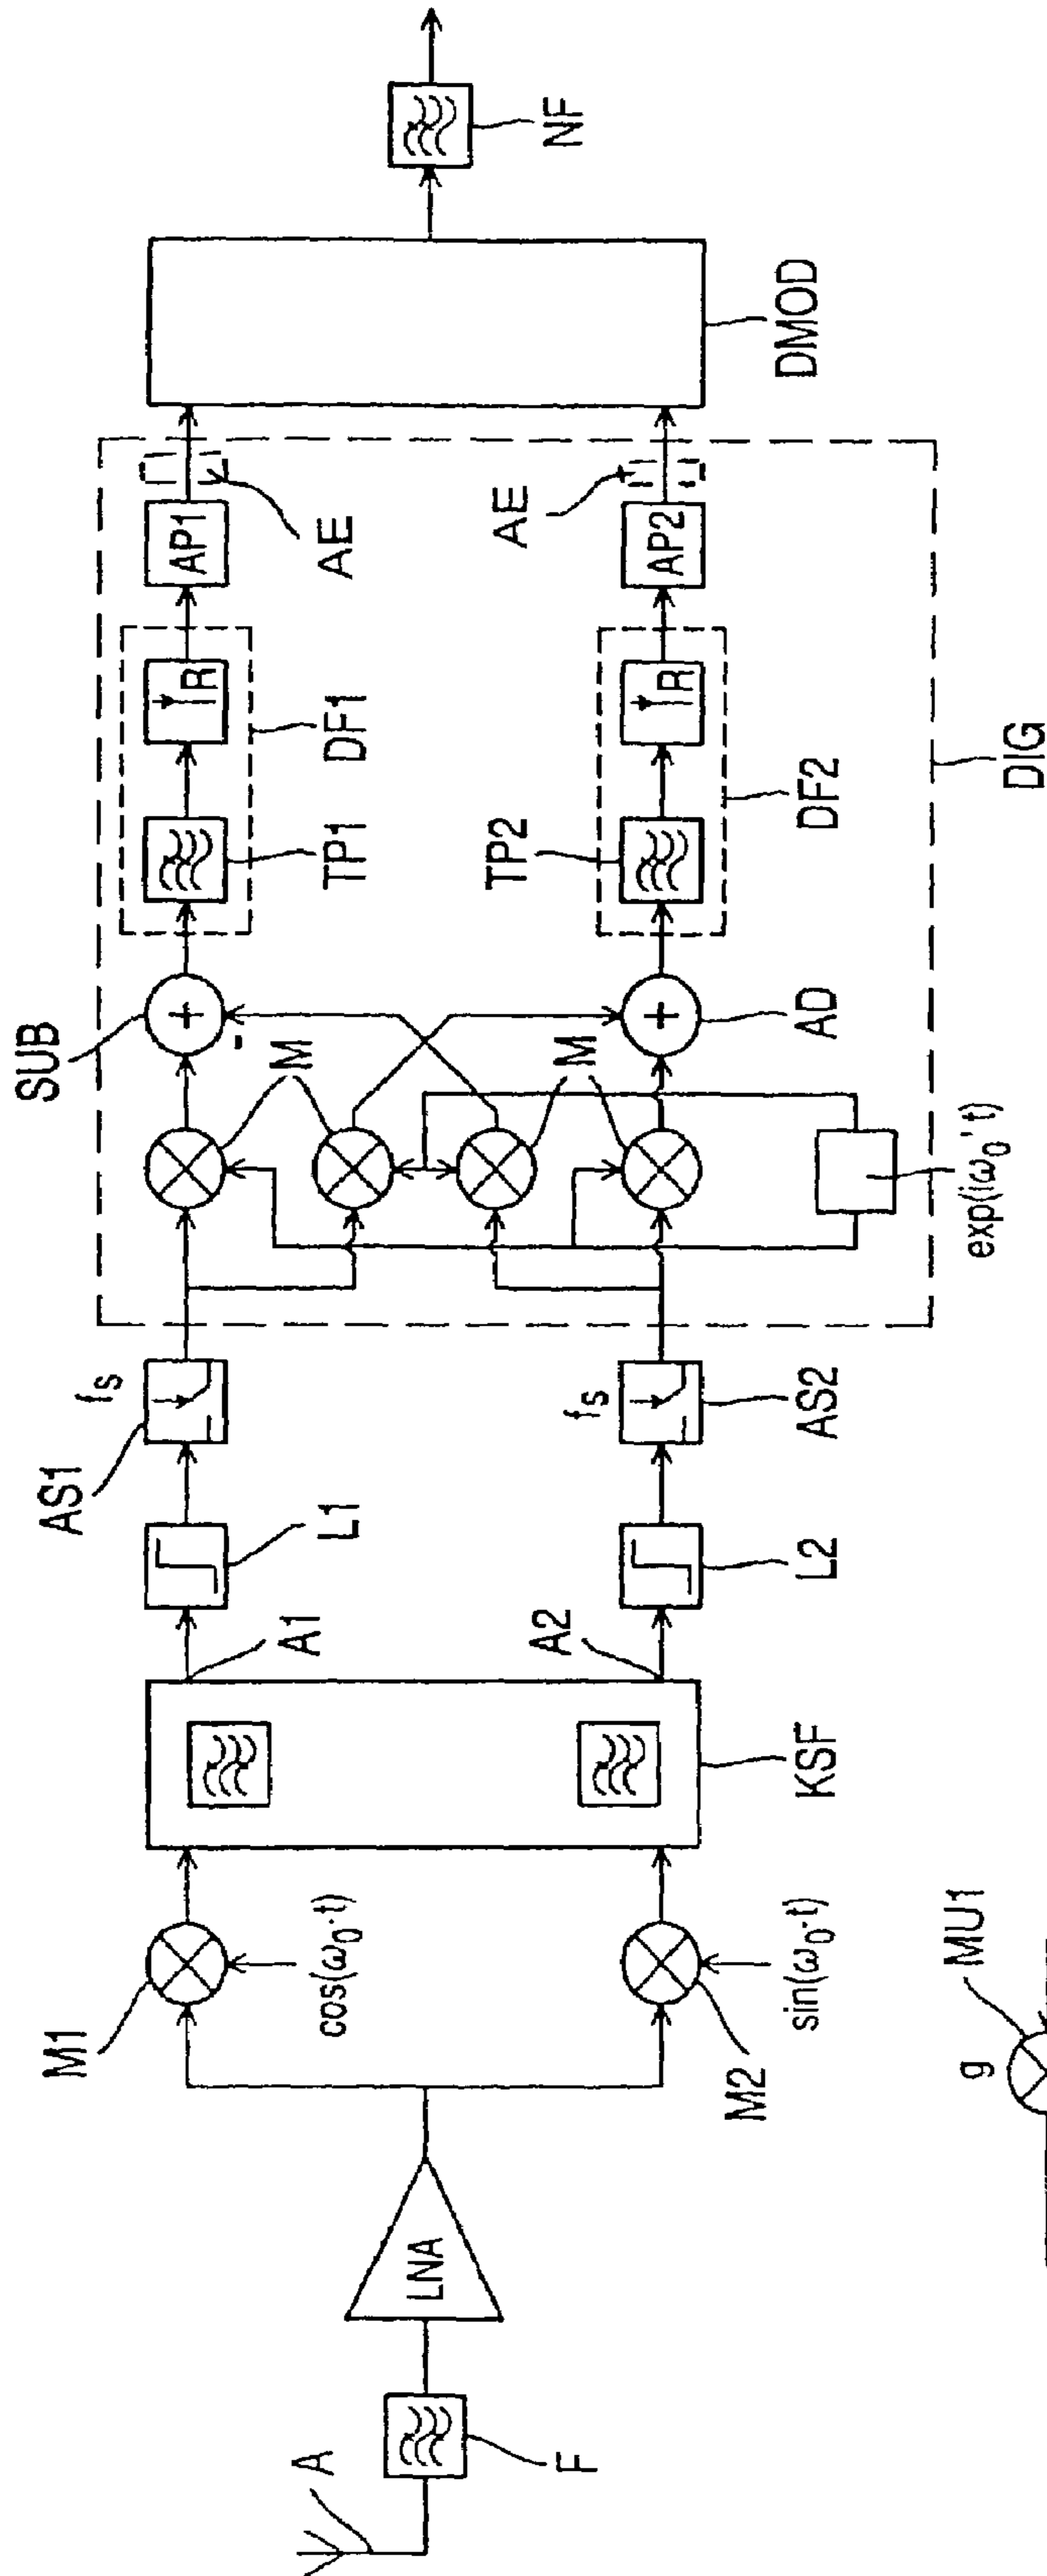 A
F
LNA
M1
cos(ω₀·t)
M2
sin(ω₀·t)
KSF
A1
A2
L1
L2
AS1
fs
fs
AS2
SUB
+
-
M
M
+
AD
exp(iω₀'t)
TP1
R
DF1
TP2
R
DF2
AP1
AE
AP2
AE
DIG
DMOD
NF
g
MU1